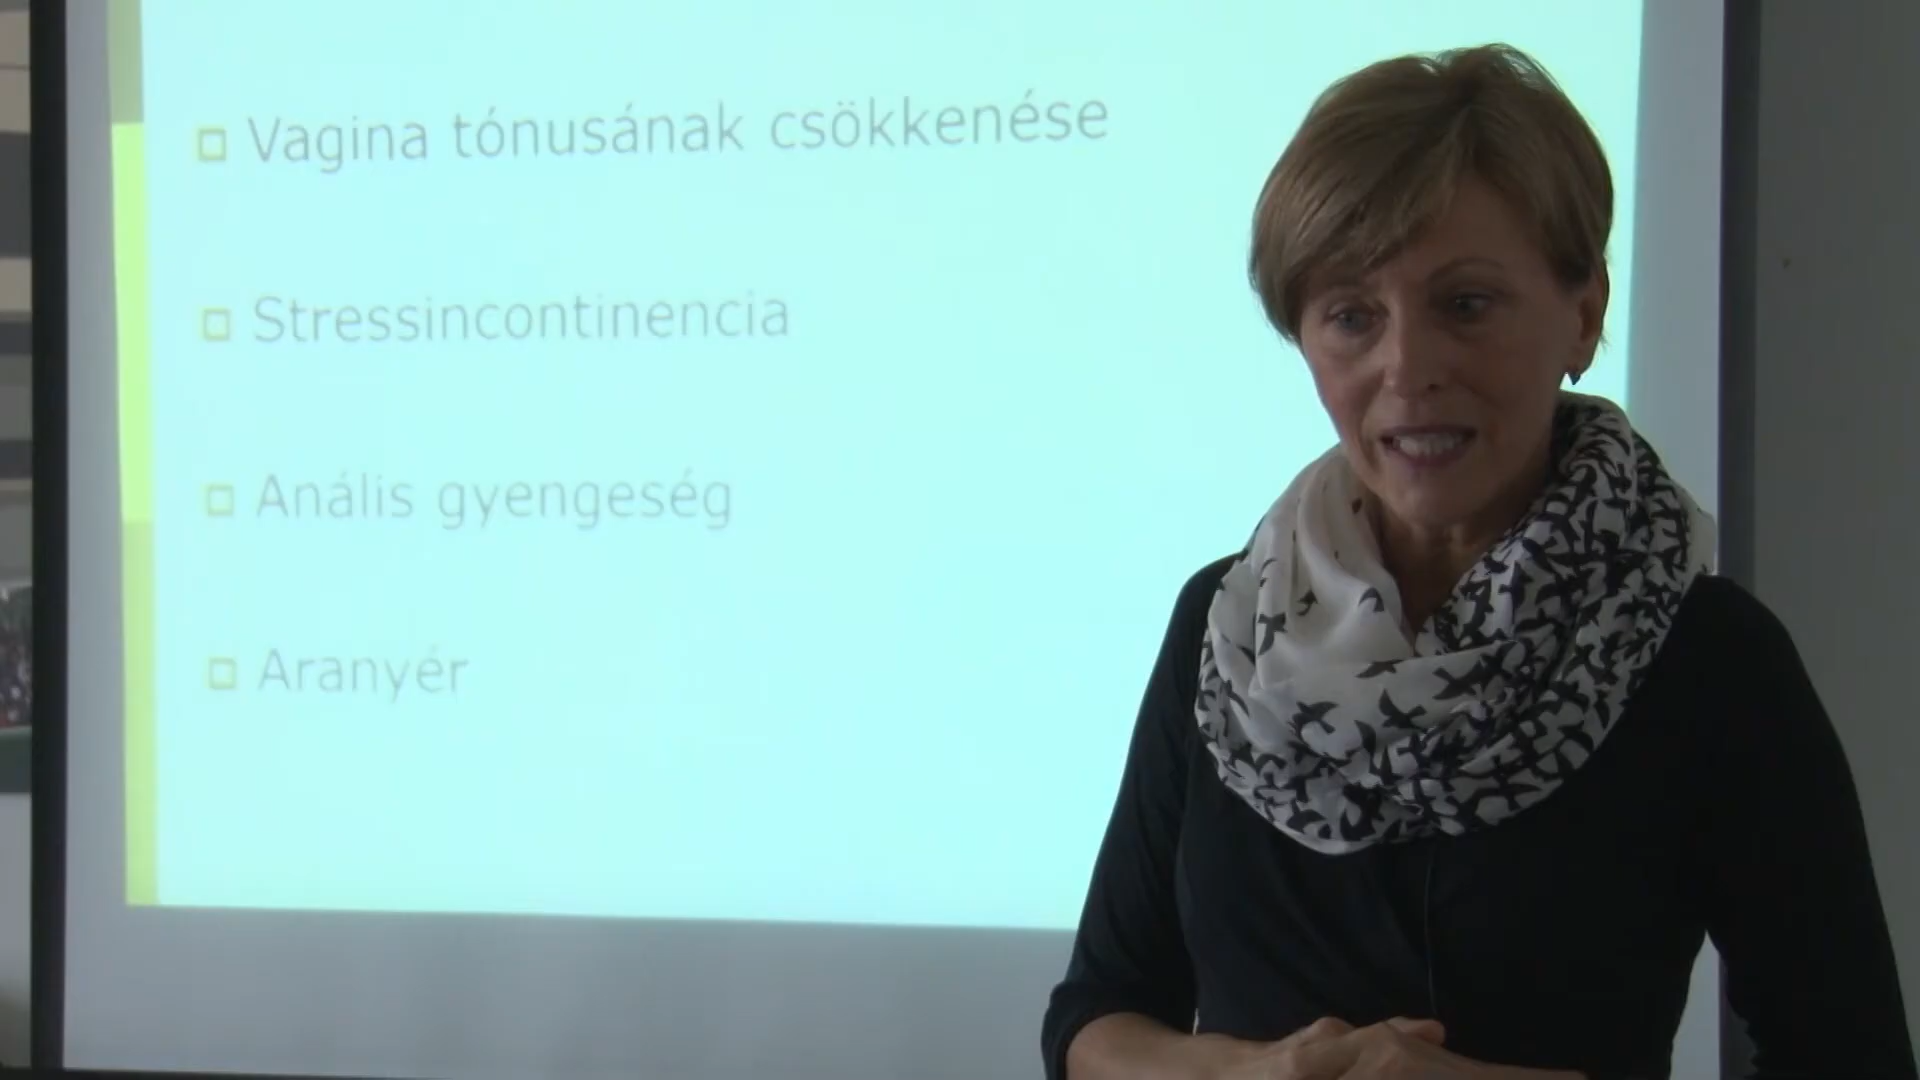 Vagina tónusának csökkenése
Stressincontinencia
Anális gyengeség
Aranyér